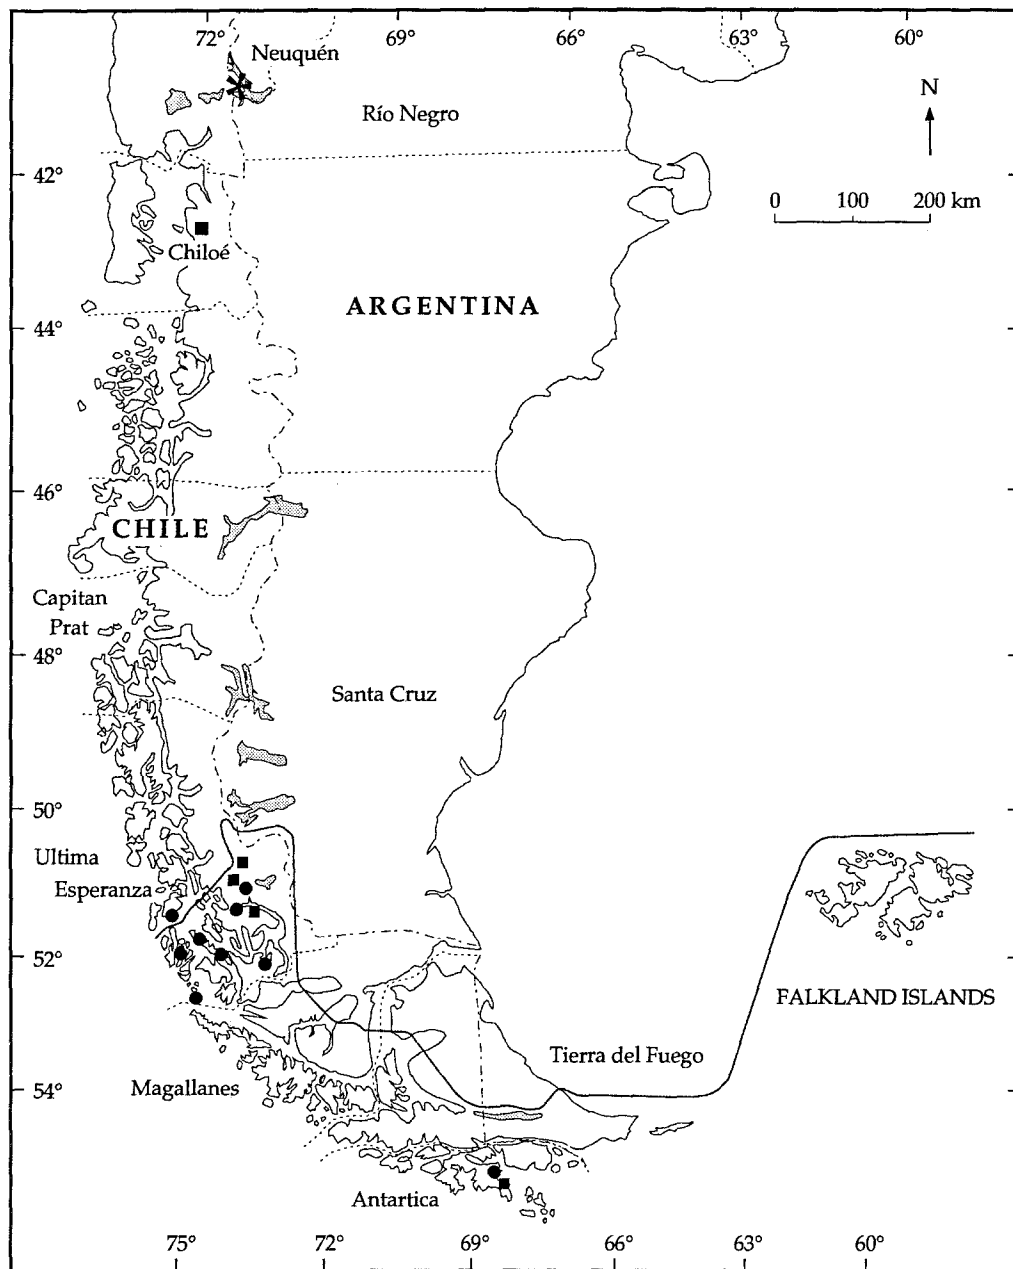 72° 69° 66° 63° 60°
Neuquén
N
Río Negro
42°
0 100 200 km
Chiloé
ARGENTINA
44°
46°
CHILE
Capitan
Prat
48°
Santa Cruz
50°
Ultima
Esperanza
52°
FALKLAND ISLANDS
Tierra del Fuego
54°
Magallanes
Antartica
75° 72° 69° 66° 63° 60°